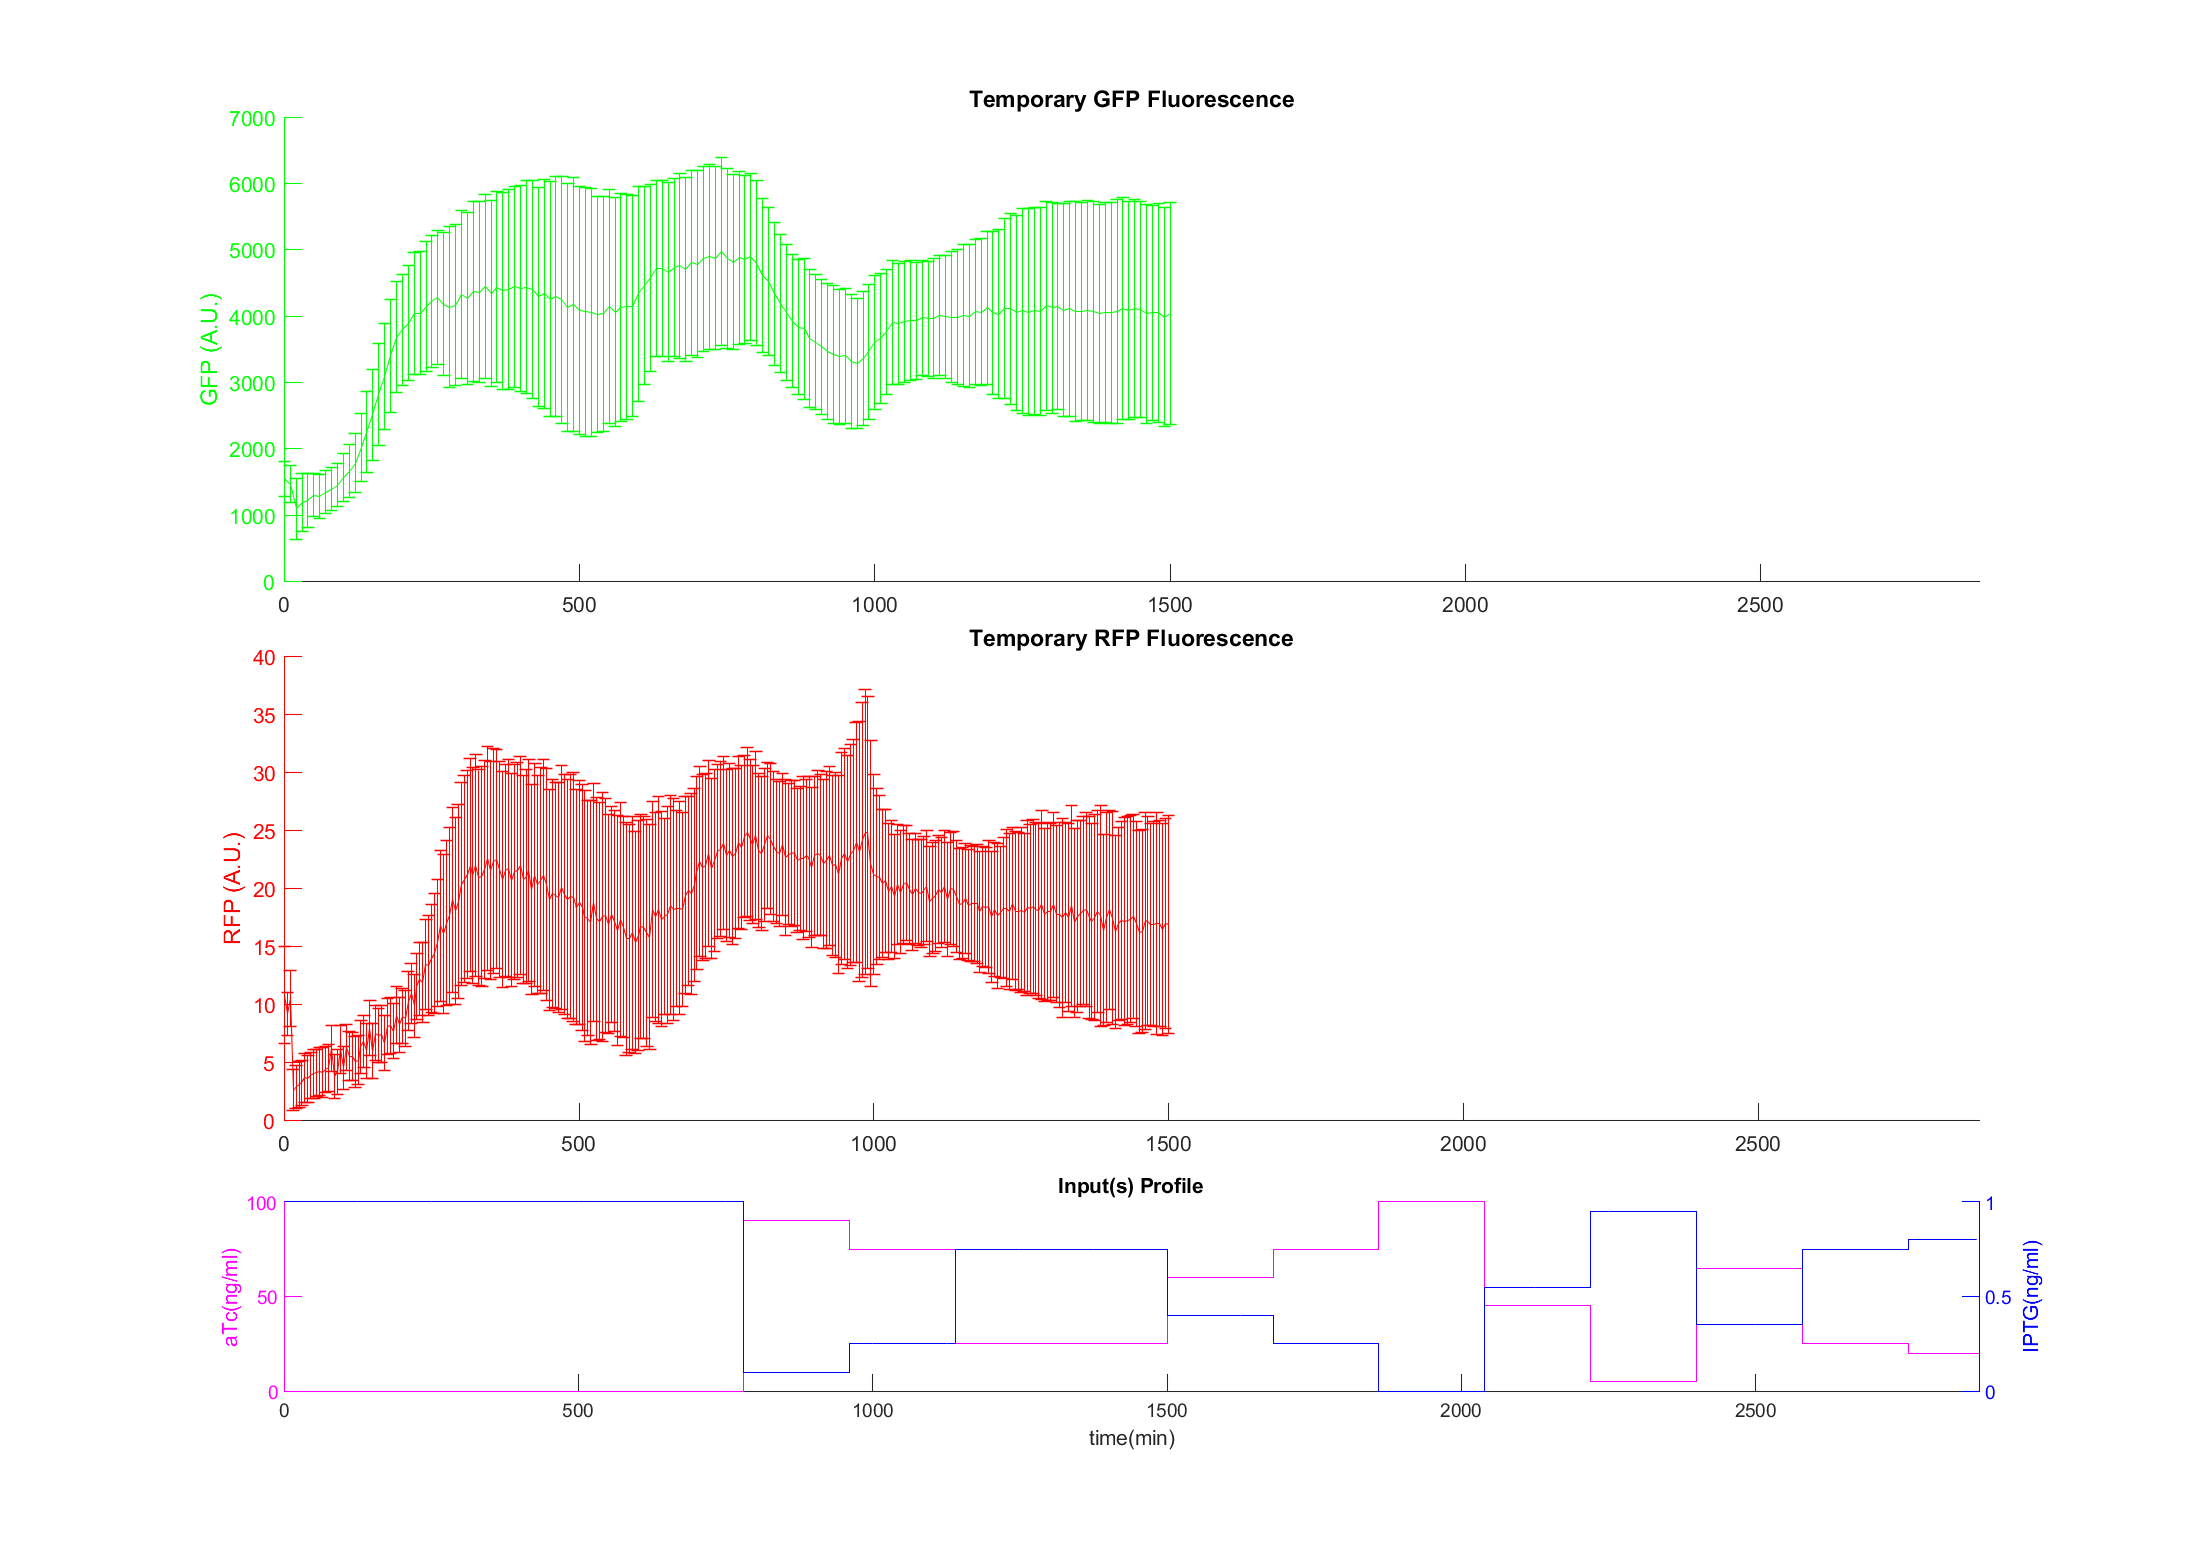 Temporary GFP Fluorescence
7000
6000
5000
4000
3000
2000
1000
0
GFP (A.U.)
0 500 1000 1500 2000 2500
Temporary RFP Fluorescence
40
35
30
25
20
15
10
5
0
RFP (A.U.)
0 500 1000 1500 2000 2500
Input(s) Profile
100
50
0
aTc(ng/ml)
1
0.5
0
IPTG(ng/ml)
0 500 1000 1500 2000 2500
time(min)